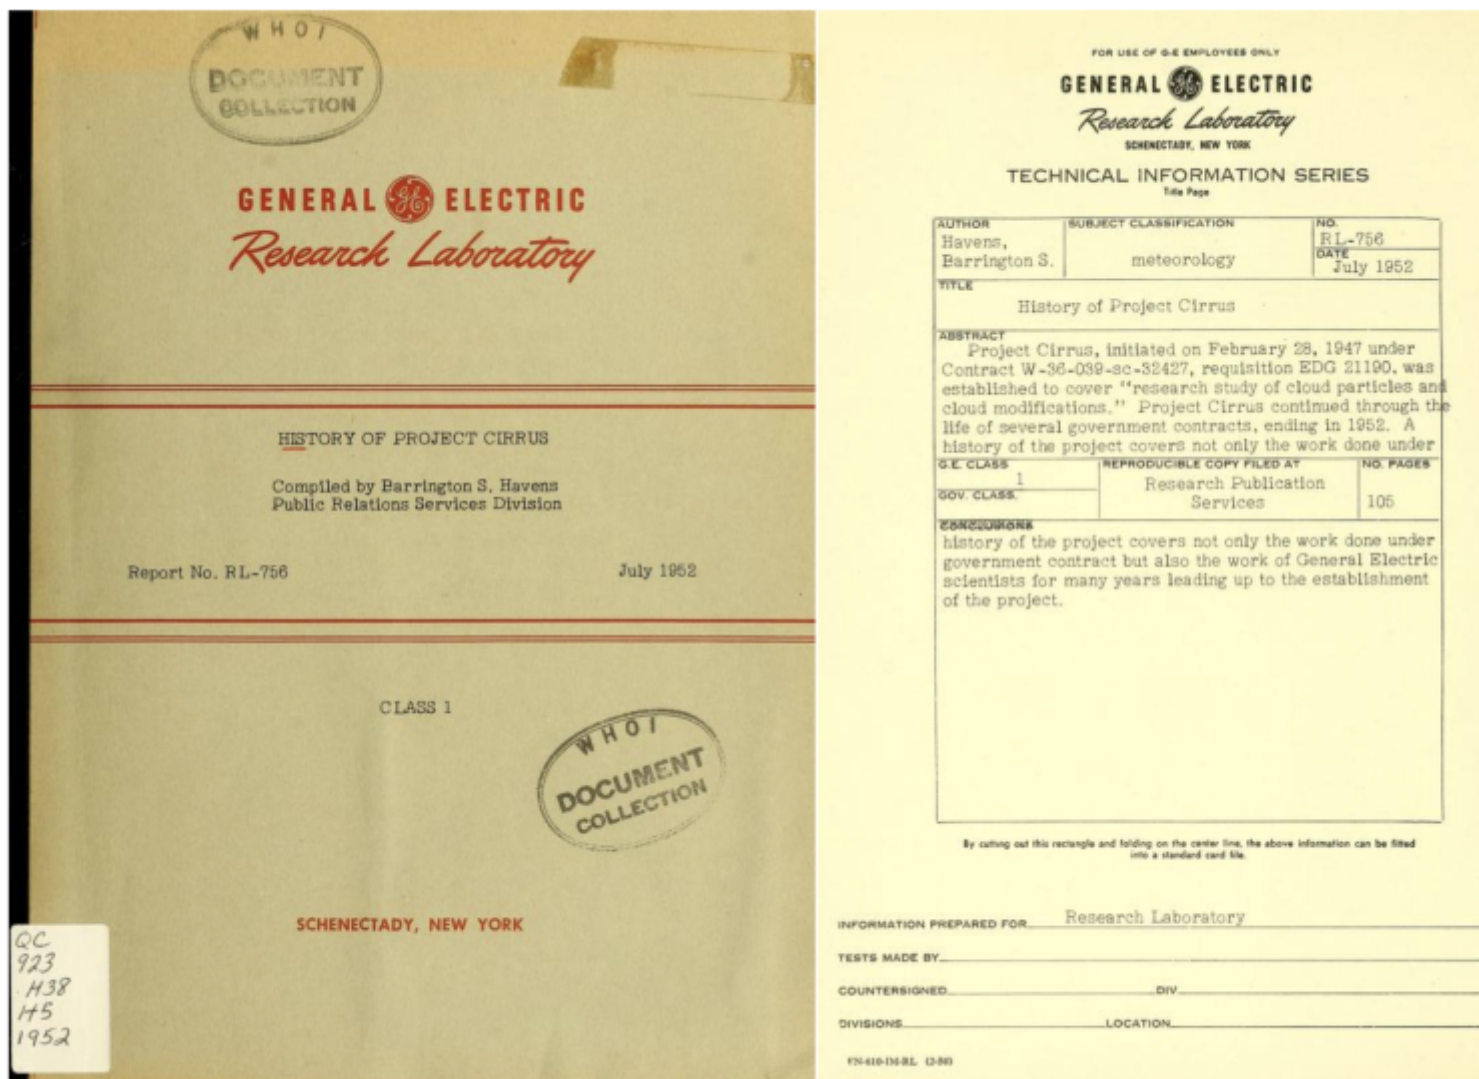 WHOI
DOCUMENT
COLLECTION
GENERAL GE ELECTRIC
Research Laboratory
HISTORY OF PROJECT CIRRUS
Compiled by Barrington S. Havens
Public Relations Services Division
Report No. RL-756 July 1952
CLASS 1
WHOI
DOCUMENT
COLLECTION
SCHENECTADY, NEW YORK
QC
923
.H38
H5
1952
FOR USE OF G-E EMPLOYEES ONLY
GENERAL GE ELECTRIC
Research Laboratory
SCHENECTADY, NEW YORK
TECHNICAL INFORMATION SERIES
Title Page
AUTHOR SUBJECT CLASSIFICATION NO.
Havens, RL-756
Barrington S. meteorology DATE
July 1952
TITLE
History of Project Cirrus
ABSTRACT
Project Cirrus, initiated on February 28, 1947 under
Contract W-36-039-sc-32427, requisition EDG 21190, was
established to cover "research study of cloud particles and
cloud modifications." Project Cirrus continued through the
life of several government contracts, ending in 1952. A
history of the project covers not only the work done under
G.E. CLASS REPRODUCIBLE COPY FILED AT NO. PAGES
1 Research Publication
GOV. CLASS. Services 105
CONCLUSIONS
history of the project covers not only the work done under
government contract but also the work of General Electric
scientists for many years leading up to the establishment
of the project.
By cutting out this rectangle and folding on the center line, the above information can be fitted
into a standard card file.
INFORMATION PREPARED FOR Research Laboratory
TESTS MADE BY
COUNTERSIGNED DIV
DIVISIONS LOCATION